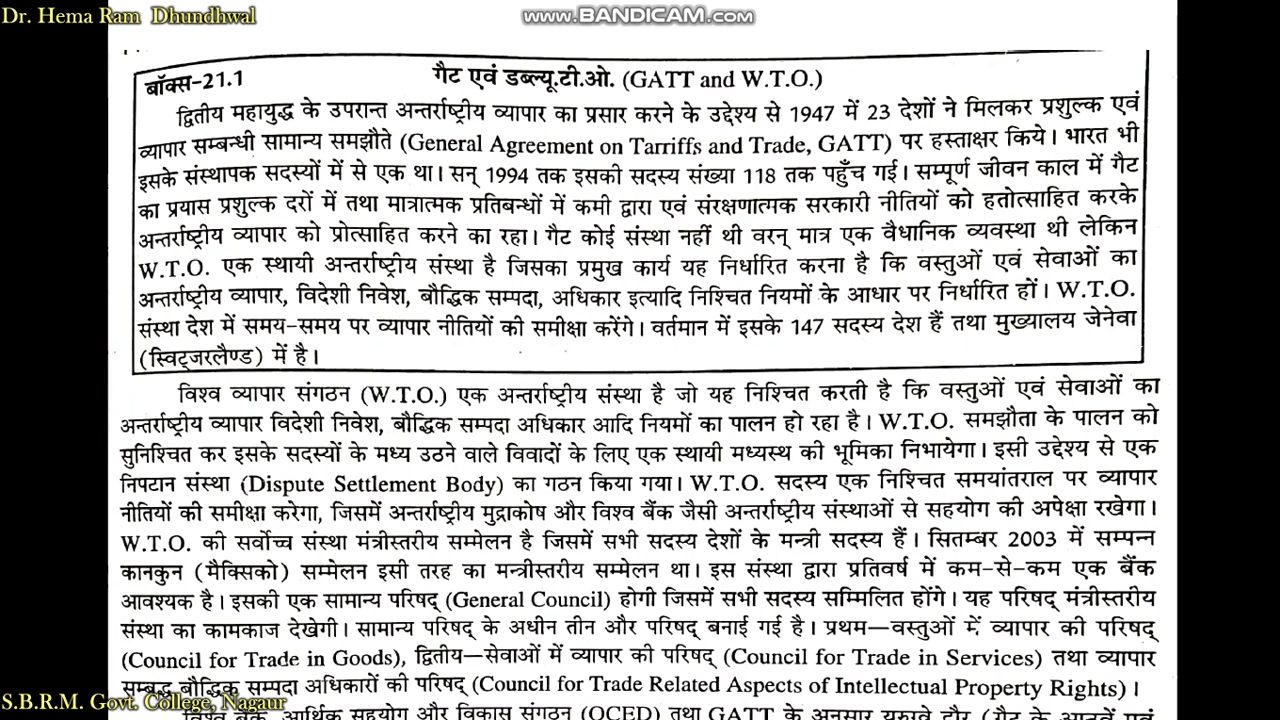 Dr. Hema Ram Dhundhwal
www.BANDICAM.com
बॉक्स-21.1 गैट एवं डब्ल्यू.टी.ओ. (GATT and W.T.O.)
द्वितीय महायुद्ध के उपरान्त अन्तर्राष्ट्रीय व्यापार का प्रसार करने के उद्देश्य से 1947 में 23 देशों ने मिलकर प्रशुल्क एवं
व्यापार सम्बन्धी सामान्य समझौते (General Agreement on Tarriffs and Trade, GATT) पर हस्ताक्षर किये। भारत भी
इसके संस्थापक सदस्यों में से एक था। सन् 1994 तक इसकी सदस्य संख्या 118 तक पहुँच गई। सम्पूर्ण जीवन काल में गैट
का प्रयास प्रशुल्क दरों में तथा मात्रात्मक प्रतिबन्धों में कमी द्वारा एवं संरक्षणात्मक सरकारी नीतियों को हतोत्साहित करके
अन्तर्राष्ट्रीय व्यापार को प्रोत्साहित करने का रहा। गैट कोई संस्था नहीं थी वरन् मात्र एक वैधानिक व्यवस्था थी लेकिन
W.T.O. एक स्थायी अन्तर्राष्ट्रीय संस्था है जिसका प्रमुख कार्य यह निर्धारित करना है कि वस्तुओं एवं सेवाओं का
अन्तर्राष्ट्रीय व्यापार, विदेशी निवेश, बौद्धिक सम्पदा, अधिकार इत्यादि निश्चित नियमों के आधार पर निर्धारित हों। W.T.O.
संस्था देश में समय-समय पर व्यापार नीतियों की समीक्षा करेंगे। वर्तमान में इसके 147 सदस्य देश हैं तथा मुख्यालय जेनेवा
(स्विट्जरलैण्ड) में है।
विश्व व्यापार संगठन (W.T.O.) एक अन्तर्राष्ट्रीय संस्था है जो यह निश्चित करती है कि वस्तुओं एवं सेवाओं का
अन्तर्राष्ट्रीय व्यापार विदेशी निवेश, बौद्धिक सम्पदा अधिकार आदि नियमों का पालन हो रहा है। W.T.O. समझौता के पालन को
सुनिश्चित कर इसके सदस्यों के मध्य उठने वाले विवादों के लिए एक स्थायी मध्यस्थ की भूमिका निभायेगा। इसी उद्देश्य से एक
निपटान संस्था (Dispute Settlement Body) का गठन किया गया। W.T.O. सदस्य एक निश्चित समयांतराल पर व्यापार
नीतियों की समीक्षा करेगा, जिसमें अन्तर्राष्ट्रीय मुद्राकोष और विश्व बैंक जैसी अन्तर्राष्ट्रीय संस्थाओं से सहयोग की अपेक्षा रखेगा।
W.T.O. की सर्वोच्च संस्था मंत्रीस्तरीय सम्मेलन है जिसमें सभी सदस्य देशों के मन्त्री सदस्य हैं। सितम्बर 2003 में सम्पन्न
कानकुन (मैक्सिको) सम्मेलन इसी तरह का मन्त्रीस्तरीय सम्मेलन था। इस संस्था द्वारा प्रतिवर्ष में कम-से-कम एक बैंक
आवश्यक है। इसकी एक सामान्य परिषद् (General Council) होगी जिसमें सभी सदस्य सम्मिलित होंगे। यह परिषद् मंत्रीस्तरीय
संस्था का कामकाज देखेगी। सामान्य परिषद् के अधीन तीन और परिषद् बनाई गई है। प्रथम—वस्तुओं में व्यापार की परिषद्
(Council for Trade in Goods), द्वितीय—सेवाओं में व्यापार की परिषद् (Council for Trade in Services) तथा व्यापार
सम्बद्ध बौद्धिक सम्पदा अधिकारों की परिषद् (Council for Trade Related Aspects of Intellectual Property Rights)।
विश्व बैंक, आर्थिक सहयोग और विकास संगठन (OCED) तथा GATT के अनुसार
S.B.R.M. Govt. College, Nagaur